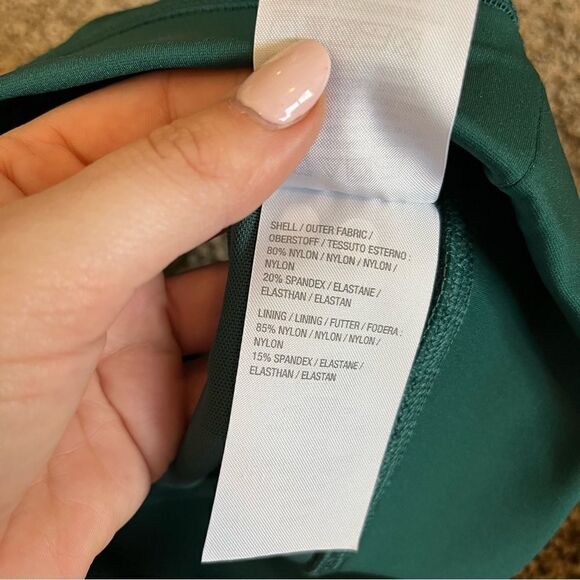 SHELL / OUTER FABRIC /
OBERSTOFF / TESSUTO ESTERNO :
80% NYLON / NYLON / NYLON /
NYLON
20% SPANDEX / ELASTANE /
ELASTHAN / ELASTAN
LINING / LINING / FUTTER / FODERA :
85% NYLON / NYLON / NYLON /
NYLON
15% SPANDEX / ELASTANE /
ELASTHAN / ELASTAN